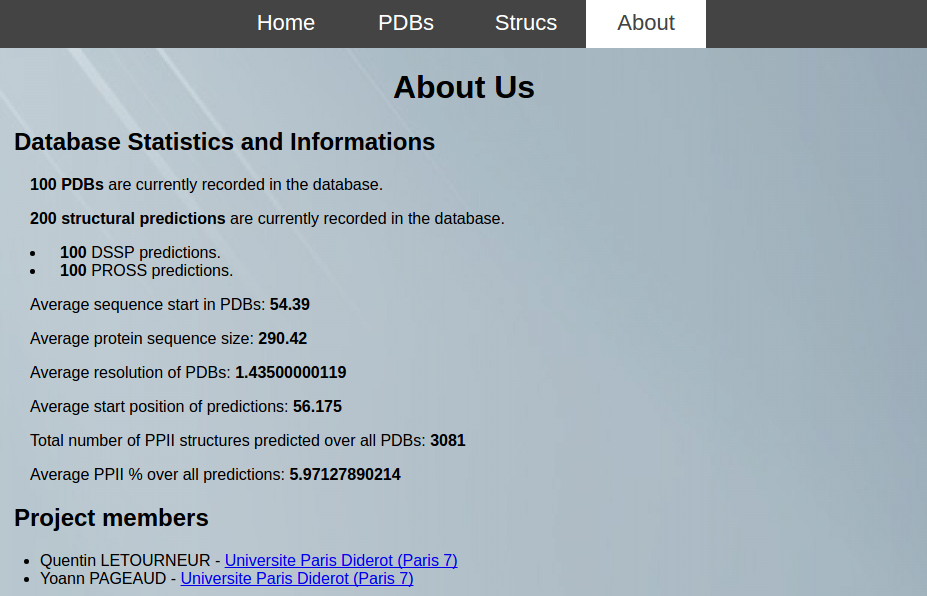 Home PDBs Strucs About
About Us
Database Statistics and Informations
100 PDBs are currently recorded in the database.
200 structural predictions are currently recorded in the database.
100 DSSP predictions.
100 PROSS predictions.
Average sequence start in PDBs: 54.39
Average protein sequence size: 290.42
Average resolution of PDBs: 1.43500000119
Average start position of predictions: 56.175
Total number of PPII structures predicted over all PDBs: 3081
Average PPII % over all predictions: 5.97127890214
Project members
Quentin LETOURNEUR - Universite Paris Diderot (Paris 7)
Yoann PAGEAUD - Universite Paris Diderot (Paris 7)